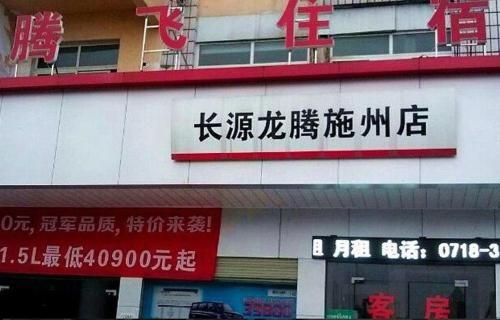 腾飞住宿
长源龙腾施州店
0元,冠军品质,特价来袭!
1.5L最低40900元起
租 月租 电话: 0718-3
39800
客房